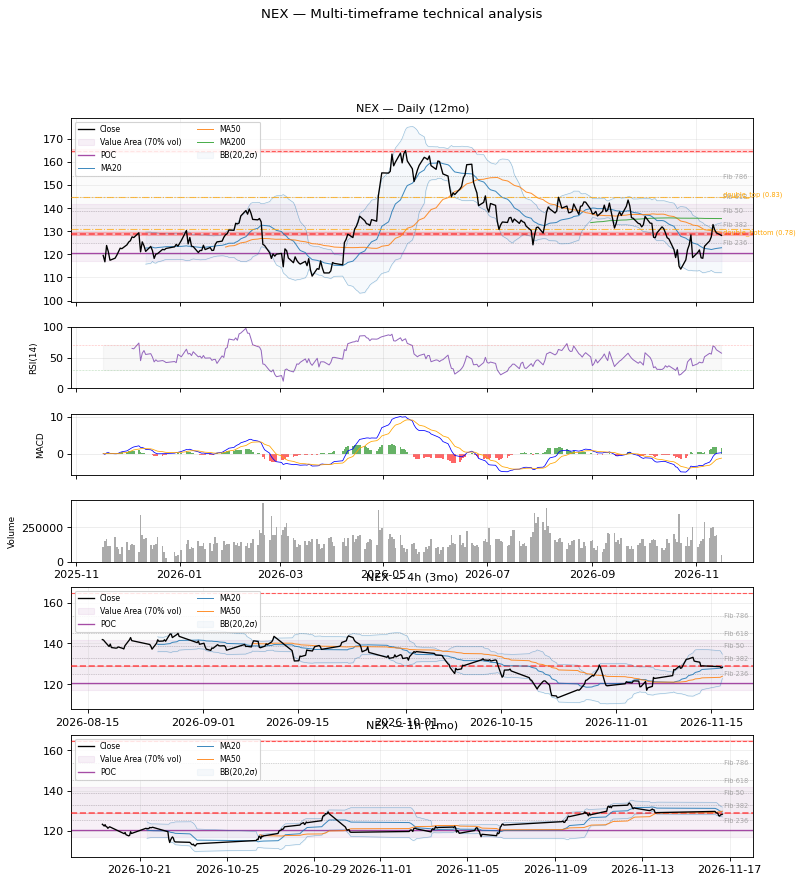 NEX — Multi-timeframe technical analysis
NEX — Daily (12mo)
Close
Value Area (70% vol)
POC
MA20
MA50
MA200
BB(20,2σ)
170
160
150
140
130
120
110
100
Fib 786
double_top (0.83)
Fib 50
Fib 382
bottom (0.78)
Fib 236
RSI(14)
100
50
0
MACD
10
0
Volume
250000
0
2025-11
2026-01
2026-03
2026-05
2026-07
2026-09
2026-11
NEX — 4h (3mo)
Close
Value Area (70% vol)
POC
MA20
MA50
BB(20,2σ)
160
140
120
Fib 786
Fib 618
Fib 50
Fib 382
Fib 236
2026-08-15
2026-09-01
2026-09-15
2026-10-01
2026-10-15
2026-11-01
2026-11-15
NEX — 1h (1mo)
Close
Value Area (70% vol)
POC
MA20
MA50
BB(20,2σ)
160
140
120
Fib 786
Fib 618
Fib 50
Fib 382
Fib 236
2026-10-21
2026-10-25
2026-10-29
2026-11-01
2026-11-05
2026-11-09
2026-11-13
2026-11-17